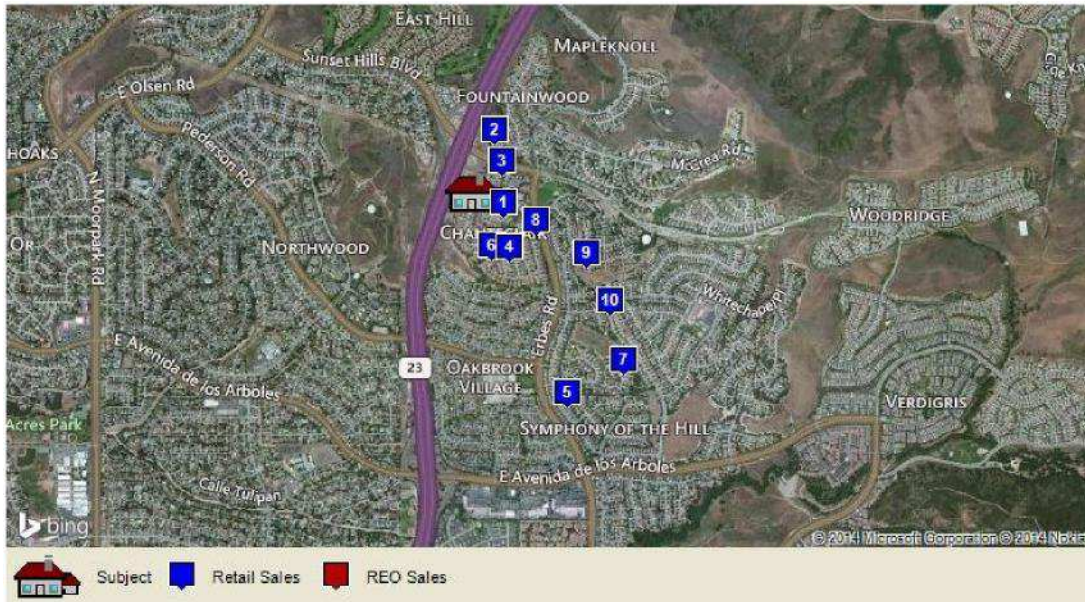 EAST HILL
MAPLEKNOLL
Sunset Hills Blvd
E Olsen Rd
FOUNTAINWOOD
2
Pederson Rd
HOAKS
3
McCrea Rd
N Moorpark Rd
1
8
WOODRIDGE
OR
NORTHWOOD
6
4
9
10
Whitechapel Pl
Erbes Rd
E Avenida de los Arboles
23
OAKBROOK
VILLAGE
7
5
VERDIGRIS
Acres Park
SYMPHONY OF THE HILL
E Avenida de los Arboles
Calle Tulipan
bing
© 2014 Microsoft Corporation © 2014 Nokia
Subject Retail Sales REO Sales